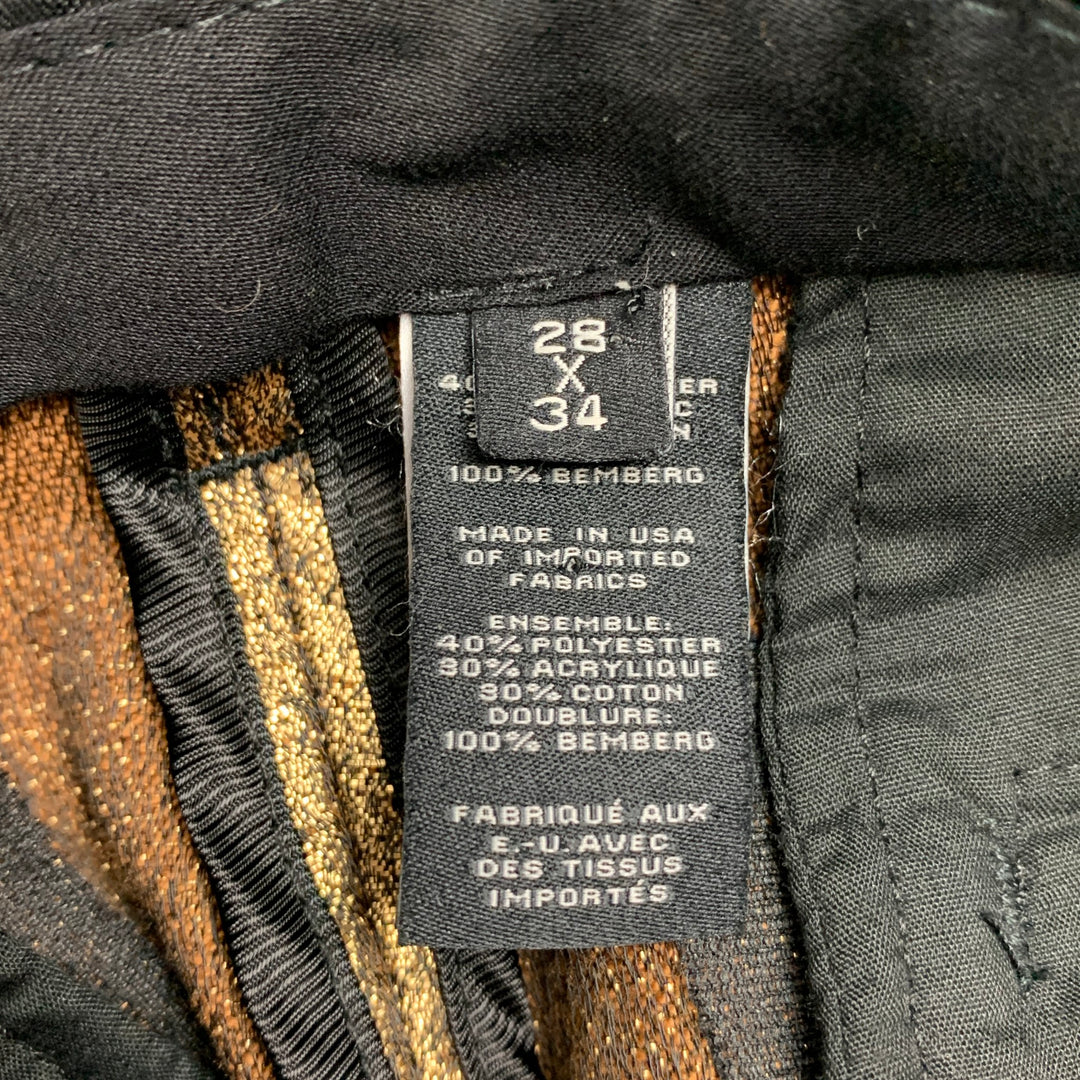 28
X
34
100% BEMBERG
MADE IN USA
OF IMPORTED
FABRICS
ENSEMBLE:
40% POLYESTER
30% ACRYLIQUE
30% COTON
DOUBLURE:
100% BEMBERG
FABRIQUÉ AUX
E.-U. AVEC
DES TISSUS
IMPORTÉS